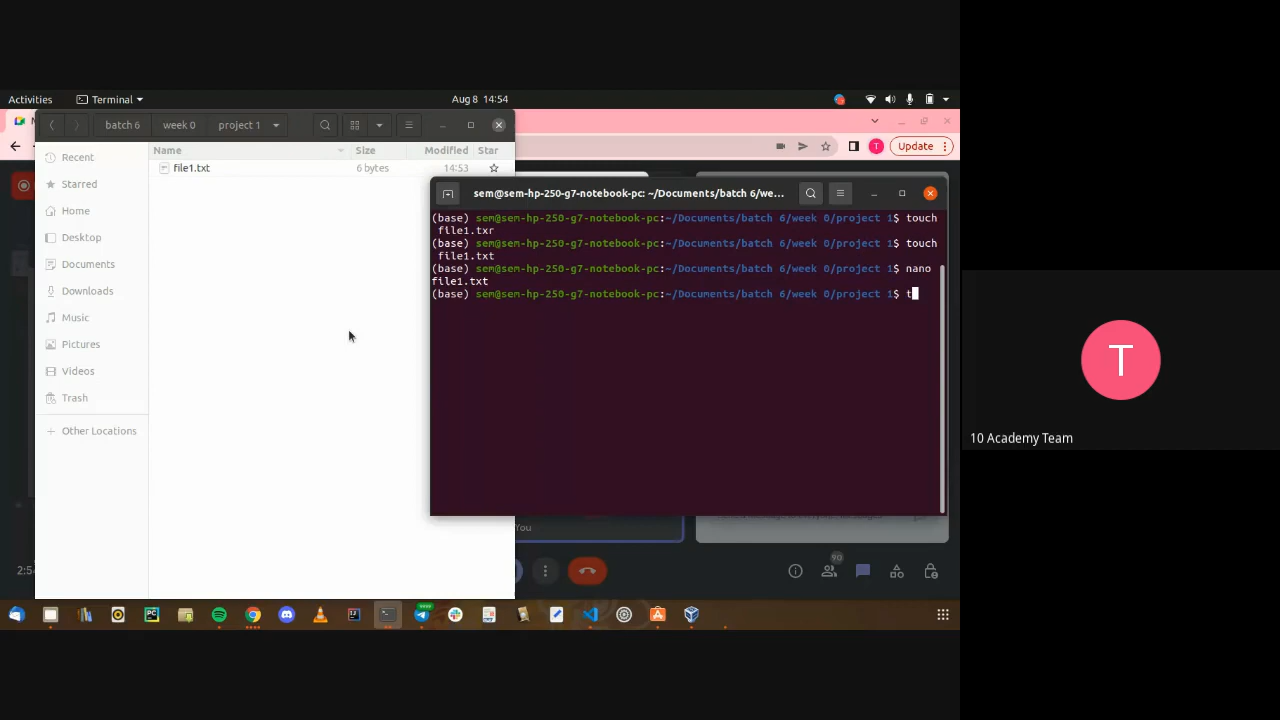 Activities
Terminal
Aug 8 14:54
batch 6
week 0
project 1
T
Update
Name
Size
Modified
Star
file1.txt
6 bytes
14:53
Recent
Starred
Home
Desktop
Documents
Downloads
Music
Pictures
Videos
Trash
Other Locations
sem@sem-hp-250-g7-notebook-pc: ~/Documents/batch 6/we...
(base) sem@sem-hp-250-g7-notebook-pc:~/Documents/batch 6/week 0/project 1$ touch
file1.txr
(base) sem@sem-hp-250-g7-notebook-pc:~/Documents/batch 6/week 0/project 1$ touch
file1.txt
(base) sem@sem-hp-250-g7-notebook-pc:~/Documents/batch 6/week 0/project 1$ nano
file1.txt
(base) sem@sem-hp-250-g7-notebook-pc:~/Documents/batch 6/week 0/project 1$ t
You
90
T
10 Academy Team